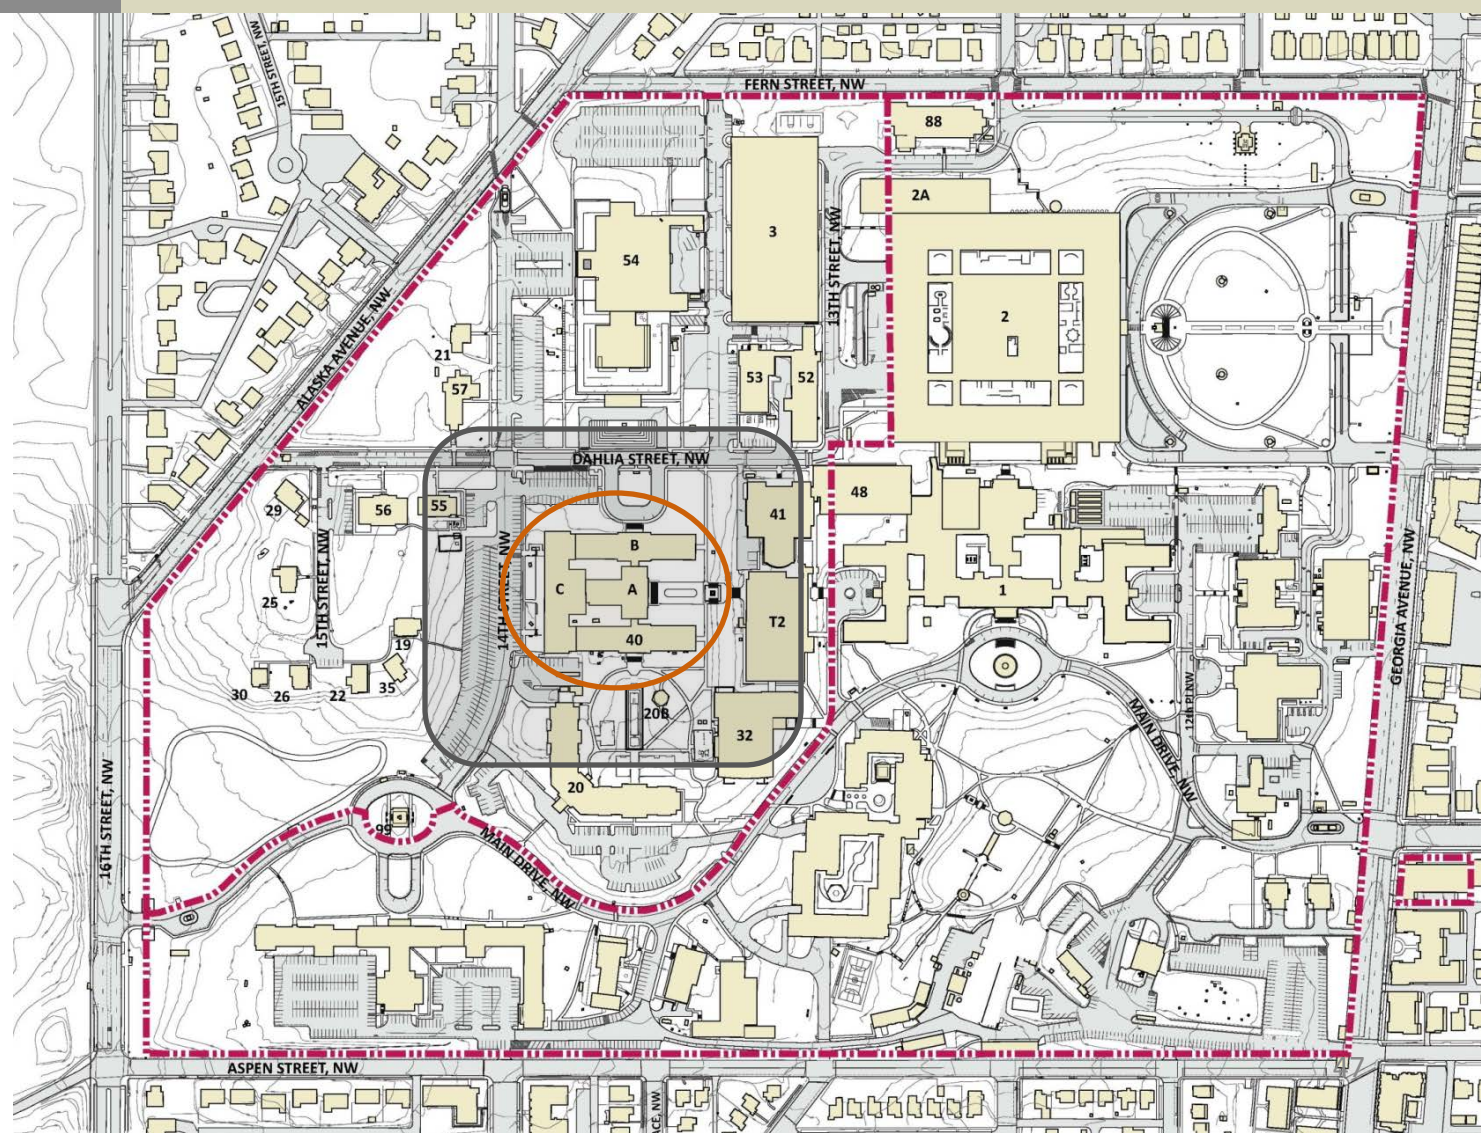 FERN STREET, NW
15TH STREET, NW
88
2A
3
54
13TH STREET, NW
2
21
57
53
52
ALASKA AVENUE, NW
DAHLIA STREET, NW
29
56
55
48
41
B
C
A
14TH STREET, NW
40
T2
1
25
15TH STREET, NW
19
30
26
22
35
GEORGIA AVENUE, NW
12th Pl NW
20B
32
MAIN DRIVE, NW
20
16TH STREET, NW
99
MAIN DRIVE, NW
ASPEN STREET, NW
ACE, NW